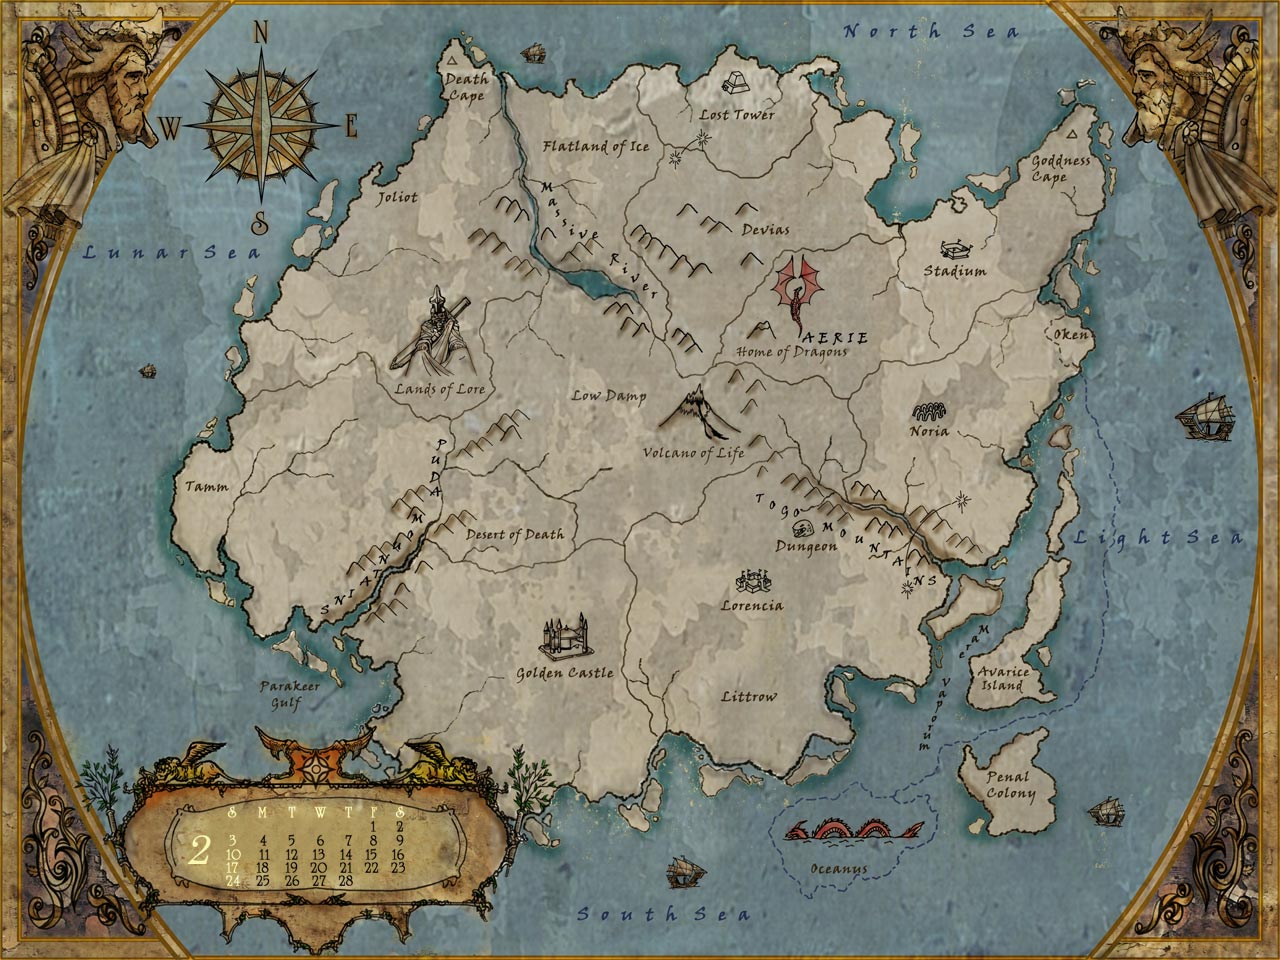 N
W E
S
North Sea
Lunar Sea
Death
Cape
Joliot
Flatland of Ice
Lost Tower
Goddness
Cape
Massive River
Devias
Stadium
AERIE
Home of Dragons
Oken
Lands of Lore
Low Damp
Noria
Volcano of Life
Tamm
PUDA
MOUNTAINS
Desert of Death
TOGO MOUNTAINS
Dungeon
Light Sea
Lorencia
Golden Castle
Littrow
Mare
Vaporum
Avarice
Island
Parakeer
Gulf
Jo
Penal
Colony
Oceanus
South Sea
2
S M T W T F S
1 2
3 4 5 6 7 8 9
10 11 12 13 14 15 16
17 18 19 20 21 22 23
24 25 26 27 28